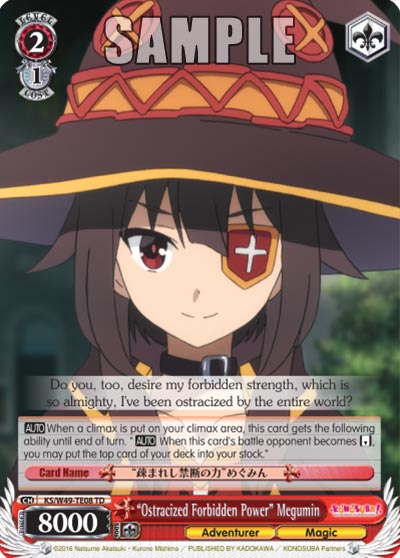 LEVEL
2
1
COST
SAMPLE
Do you, too, desire my forbidden strength, which is
so almighty, I've been ostracized by the entire world?
AUTO When a climax is put on your climax area, this card gets the following
ability until end of turn. " AUTO When this card's battle opponent becomes
, you may put the top card of your deck into your stock."
Card Name "疎まれし禁断の力" めぐみん
CH KS/W49-TE08 TD
POWER 8000
"Ostracized Forbidden Power" Megumin
KONOSUBA!
Adventurer Magic
©2016 Natsume Akatsuki・Kurone Mishima / PUBLISHED BY KADOKAWA / KONOSUBA Partners